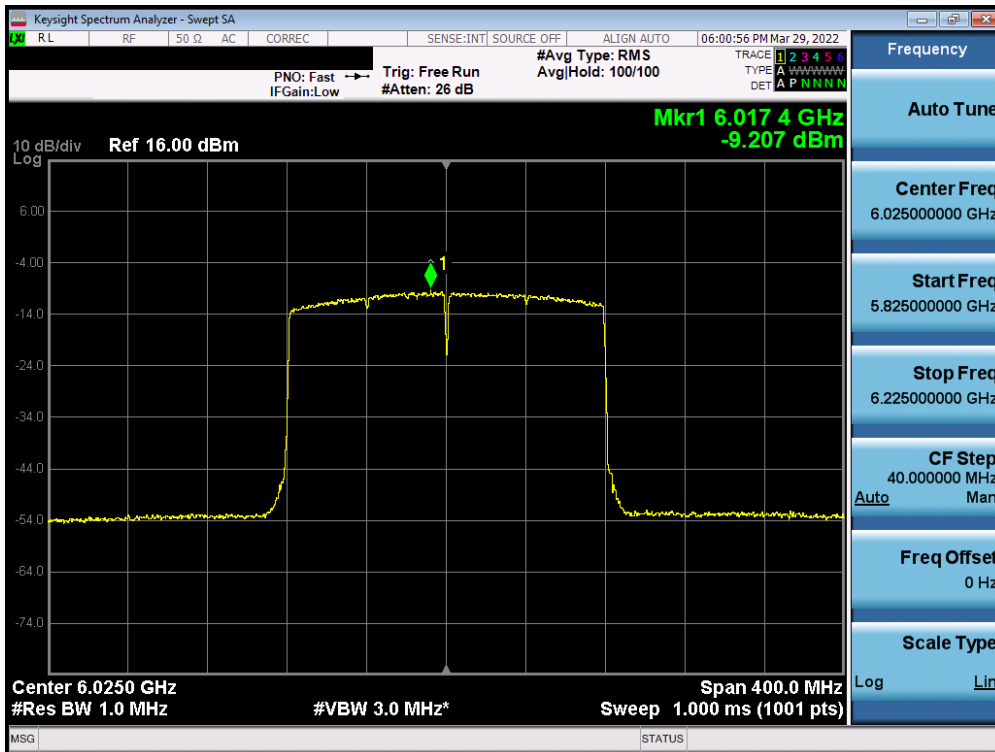 Keysight Spectrum Analyzer - Swept SA
LXI RL RF 50 Ω AC CORREC SENSE:INT SOURCE OFF ALIGN AUTO 06:00:56 PM Mar 29, 2022
PNO: Fast
IFGain:Low
Trig: Free Run
#Atten: 26 dB
#Avg Type: RMS
Avg|Hold: 100/100
TRACE 1 2 3 4 5 6
TYPE A WWWWW
DET A P N N N N
Mkr1 6.017 4 GHz
-9.207 dBm
10 dB/div
Log
Ref 16.00 dBm
6.00
-4.00
-14.0
-24.0
-34.0
-44.0
-54.0
-64.0
-74.0
1
Center 6.0250 GHz
Span 400.0 MHz
#Res BW 1.0 MHz
#VBW 3.0 MHz*
Sweep 1.000 ms (1001 pts)
MSG
STATUS
Frequency
Auto Tune
Center Freq
6.025000000 GHz
Start Freq
5.825000000 GHz
Stop Freq
6.225000000 GHz
CF Step
40.000000 MHz
Auto Man
Freq Offset
0 Hz
Scale Type
Log Lin